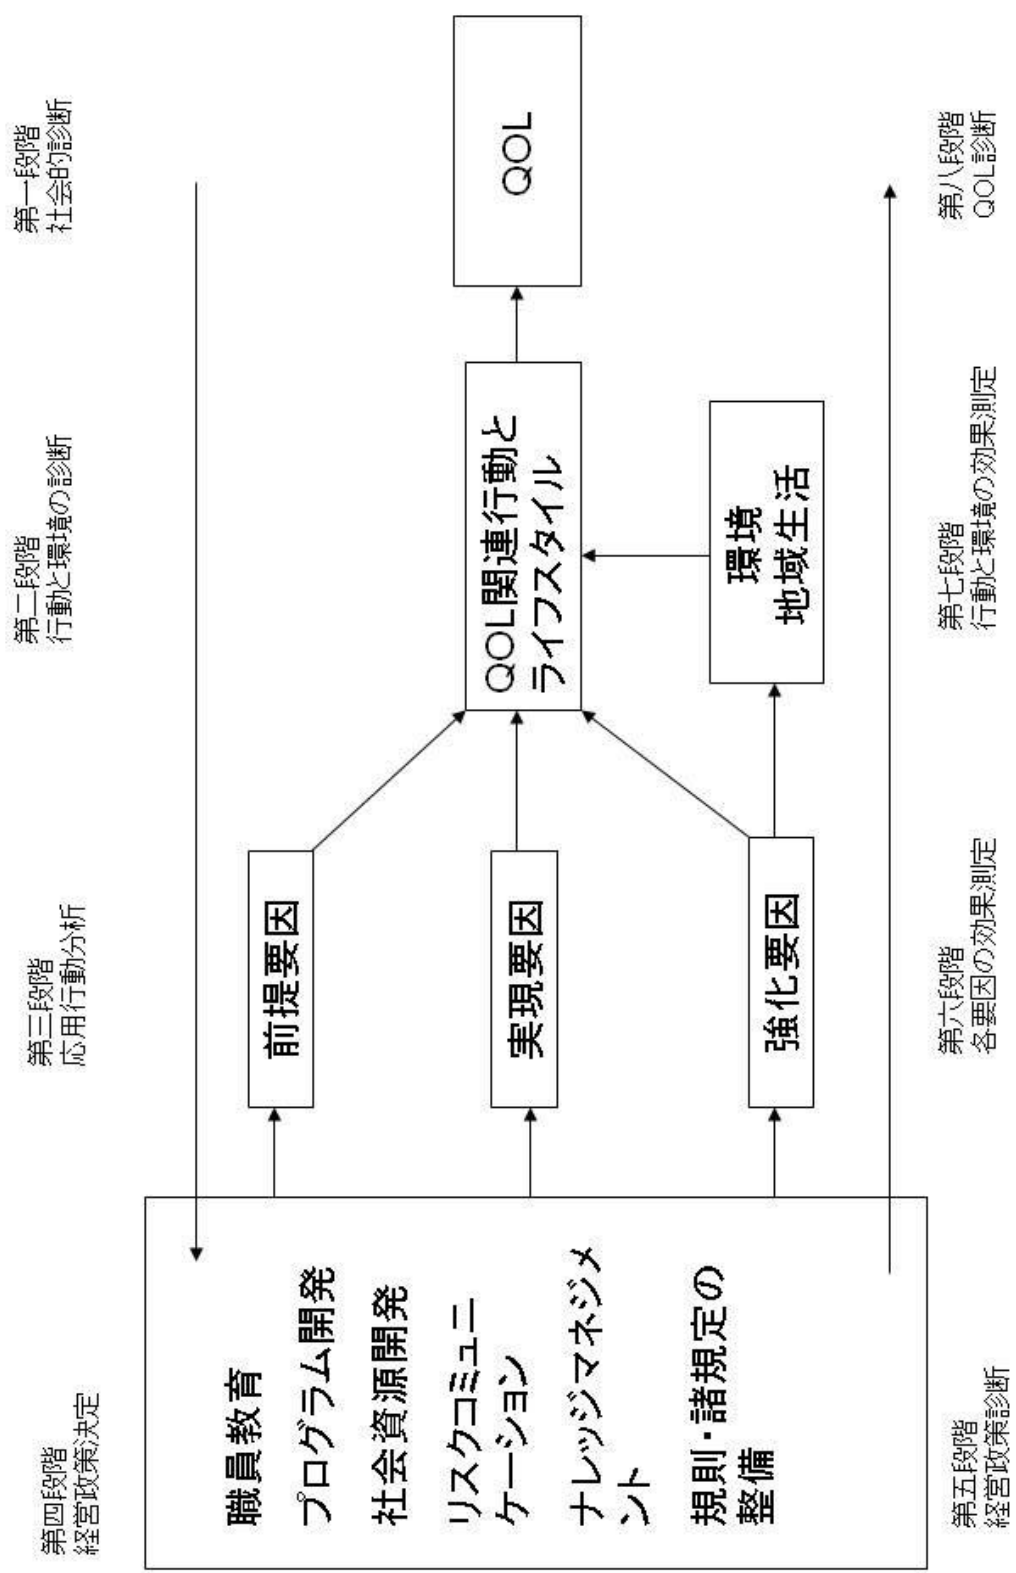 第四段階
経営政策決定
第三段階
応用行動分析
第二段階
行動と環境の診断
第一段階
社会的診断
職員教育
プログラム開発
社会資源開発
リスクコミュニ
ケーション
ナレッジマネジメ
ント
規則・諸規定の
整備
前提要因
実現要因
強化要因
QOL関連行動と
ライフスタイル
環境
地域生活
QOL
第五段階
経営政策診断
第六段階
各要因の効果測定
第七段階
行動と環境の効果測定
第八段階
QOL診断